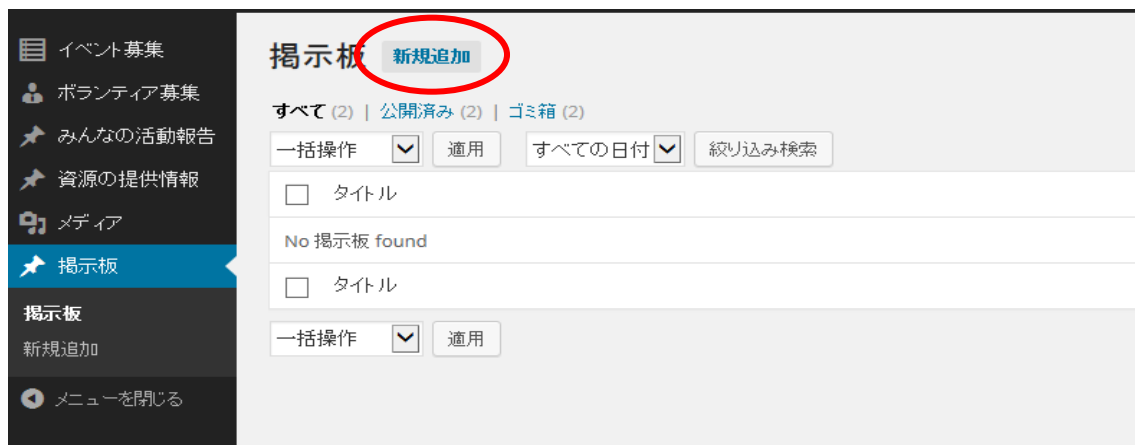 イベント募集
ボランティア募集
みんなの活動報告
資源の提供情報
メディア
掲示板
掲示板
新規追加
メニューを閉じる
掲示板 新規追加
すべて (2) | 公開済み (2) | ゴミ箱 (2)
一括操作 適用 すべての日付 絞り込み検索
タイトル
No 掲示板 found
タイトル
一括操作 適用